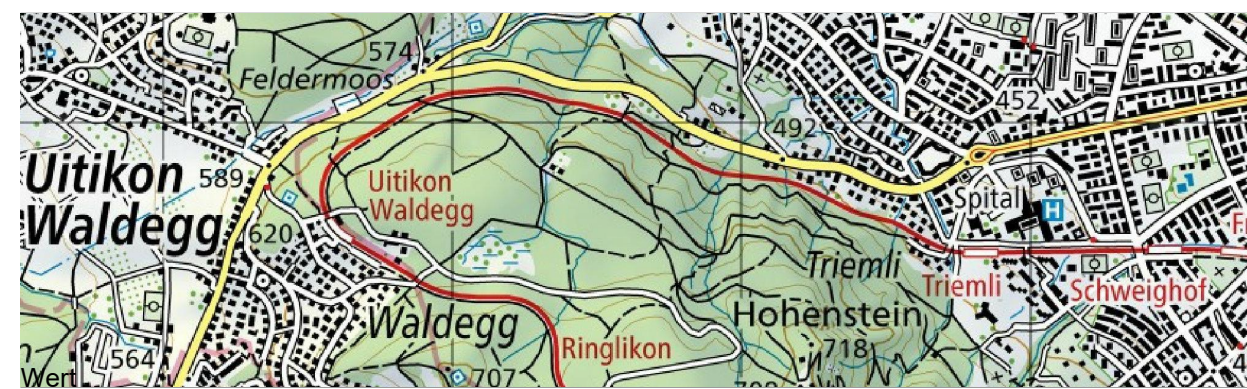 574
Feldermoos
452
492
Uitikon
Waldegg
589
Uitikon
Waldegg
Spital
H
620
Triemli
Triemli
Schweighof
Hohenstein
Waldegg
Ringlikon
718
564
707
Wert